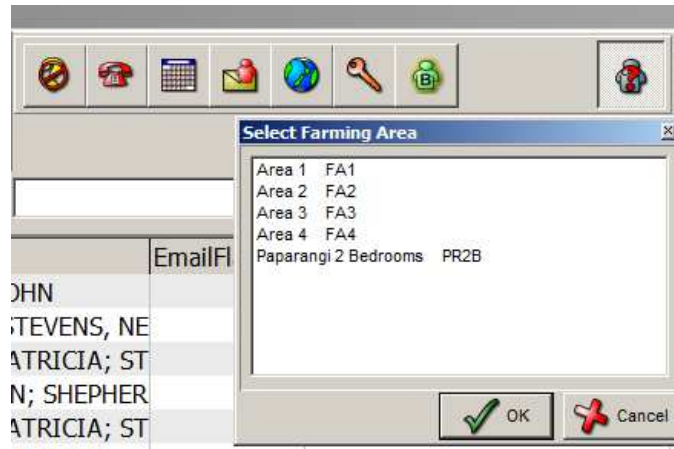 B
Select Farming Area
Area 1 FA1
Area 2 FA2
Area 3 FA3
Area 4 FA4
Paparangi 2 Bedrooms PR2B
EmailFl
OHN
STEVENS, NE
ATRICIA; ST
N; SHEPHER
ATRICIA; ST
OK
Cancel